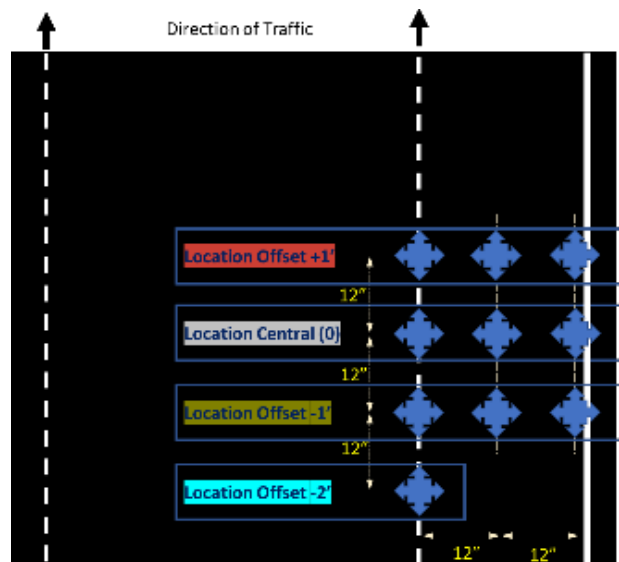 Direction of Traffic
Location Offset +1'
12"
Location Central (0)
12"
Location Offset -1'
12"
Location Offset -2'
12" 12"